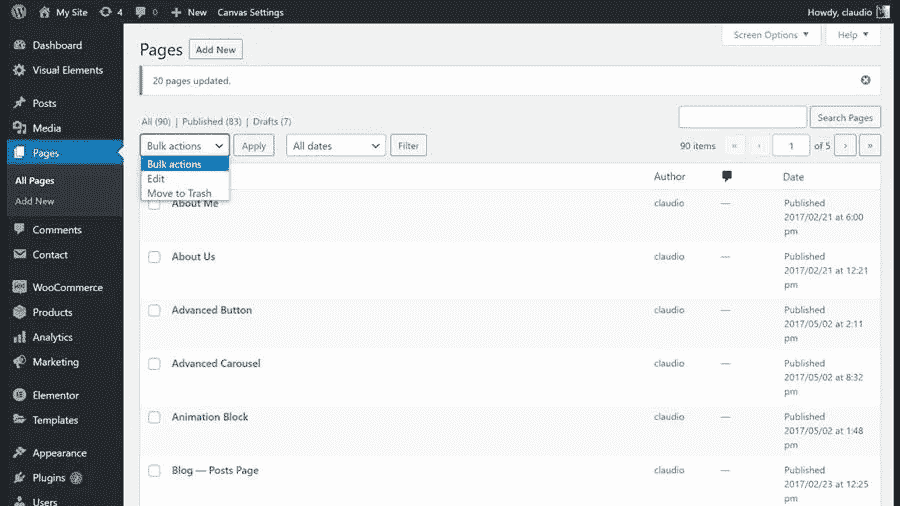 My Site 4 0 New Canvas Settings Howdy, claudio
Dashboard
Visual Elements
Posts
Media
Pages
All Pages
Add New
Comments
Contact
WooCommerce
Products
Analytics
Marketing
Elementor
Templates
Appearance
Plugins
Users
Screen Options Help
Pages Add New
20 pages updated.
All (90) | Published (83) | Drafts (7)
Search Pages
Bulk actions Apply All dates Filter 90 items « ‹ 1 of 5 › »
Bulk actions
Edit
Move to Trash
Author Date
About Me claudio — Published
2017/02/21 at 6:00
pm
About Us claudio — Published
2017/02/21 at 12:21
pm
Advanced Button claudio — Published
2017/05/02 at 2:11
pm
Advanced Carousel claudio — Published
2017/05/02 at 8:32
pm
Animation Block claudio — Published
2017/05/02 at 1:48
pm
Blog — Posts Page claudio — Published
2017/02/23 at 12:25
pm